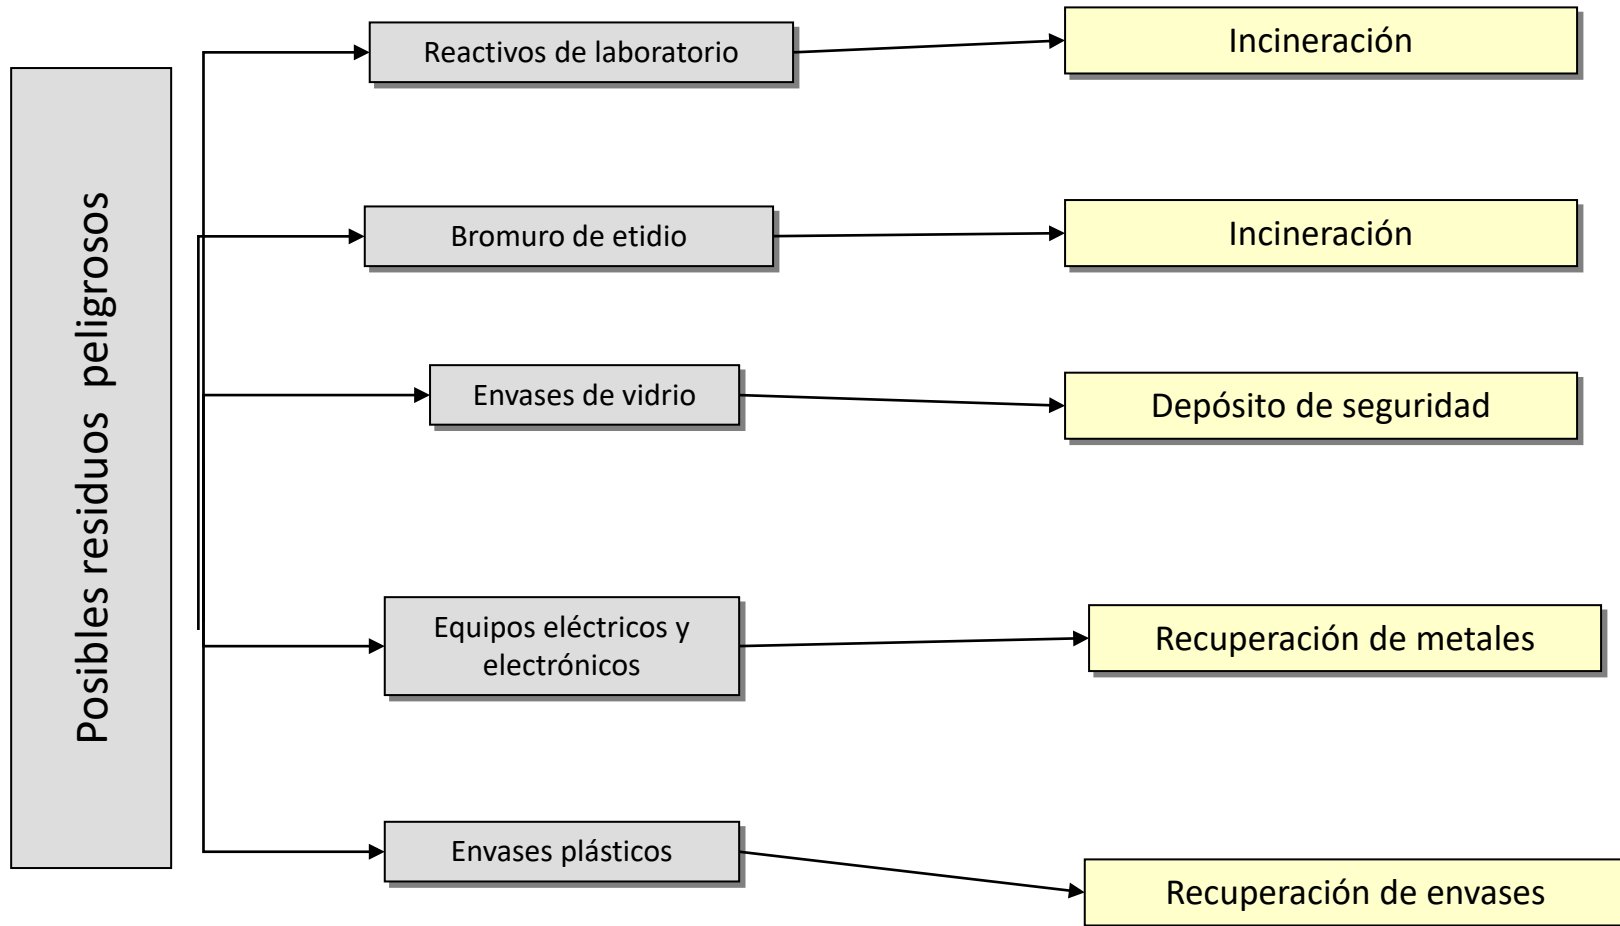 Posibles residuos peligrosos
Reactivos de laboratorio
Incineración
Bromuro de etidio
Incineración
Envases de vidrio
Depósito de seguridad
Equipos eléctricos y
electrónicos
Recuperación de metales
Envases plásticos
Recuperación de envases